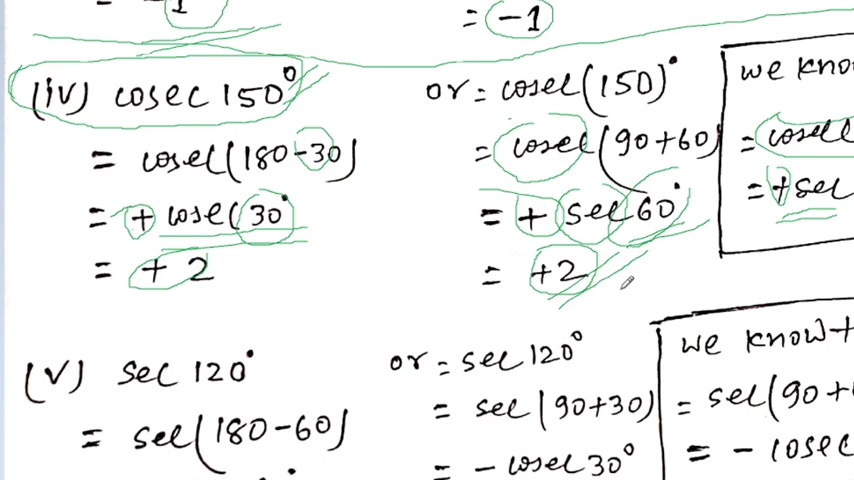 = -1
= -1
(iv) cosec 150°
= cosec(180-30)
= + cosec(30°
= + 2
or = cosec(150)°
= cosec(90+60)
= + sec 60°
= +2
we kno
= cosec
= +sec
(v) sec 120°
= sec(180-60)
or = sec 120°
= sec(90+30)
= - cosec 30°
we know t
= sec(90+
= - cosec